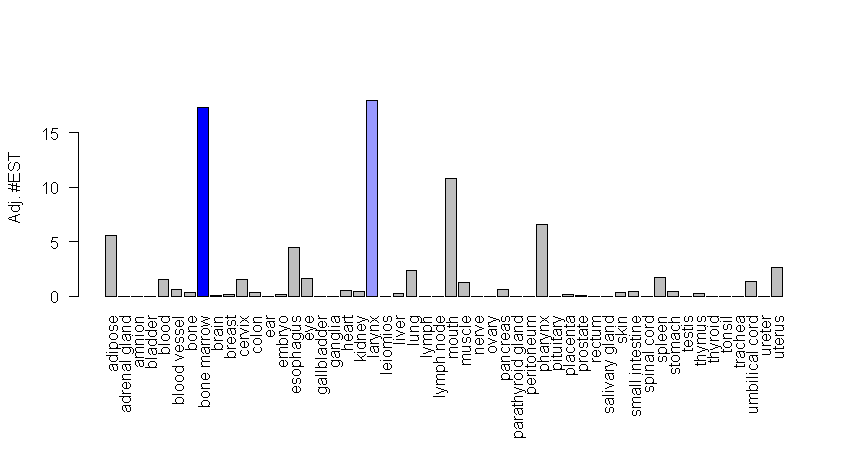 Adj. #EST
15
10
5
0
adipose
adrenal gland
amnion
bladder
blood
blood vessel
bone
bone marrow
brain
breast
cervix
colon
ear
embryo
esophagus
eye
gallbladder
ganglia
heart
kidney
larynx
leiomios
liver
lung
lymph
lymph node
mouth
muscle
nerve
ovary
pancreas
parathyroid gland
peritoneum
pharynx
pituitary
placenta
prostate
rectum
salivary gland
skin
small intestine
spinal cord
spleen
stomach
testis
thymus
thyroid
tonsil
trachea
umbilical cord
ureter
uterus